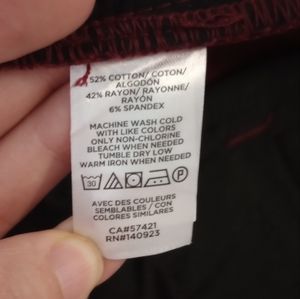 52% COTTON/ COTON/
ALGODÓN
42% RAYON/ RAYONNE/
RAYÓN
6% SPANDEX
MACHINE WASH COLD
WITH LIKE COLORS
ONLY NON-CHLORINE
BLEACH WHEN NEEDED
TUMBLE DRY LOW
WARM IRON WHEN NEEDED
30 P
AVEC DES COULEURS
SEMBLABLES / CON
COLORES SIMILARES
CA#57421
RN#140923